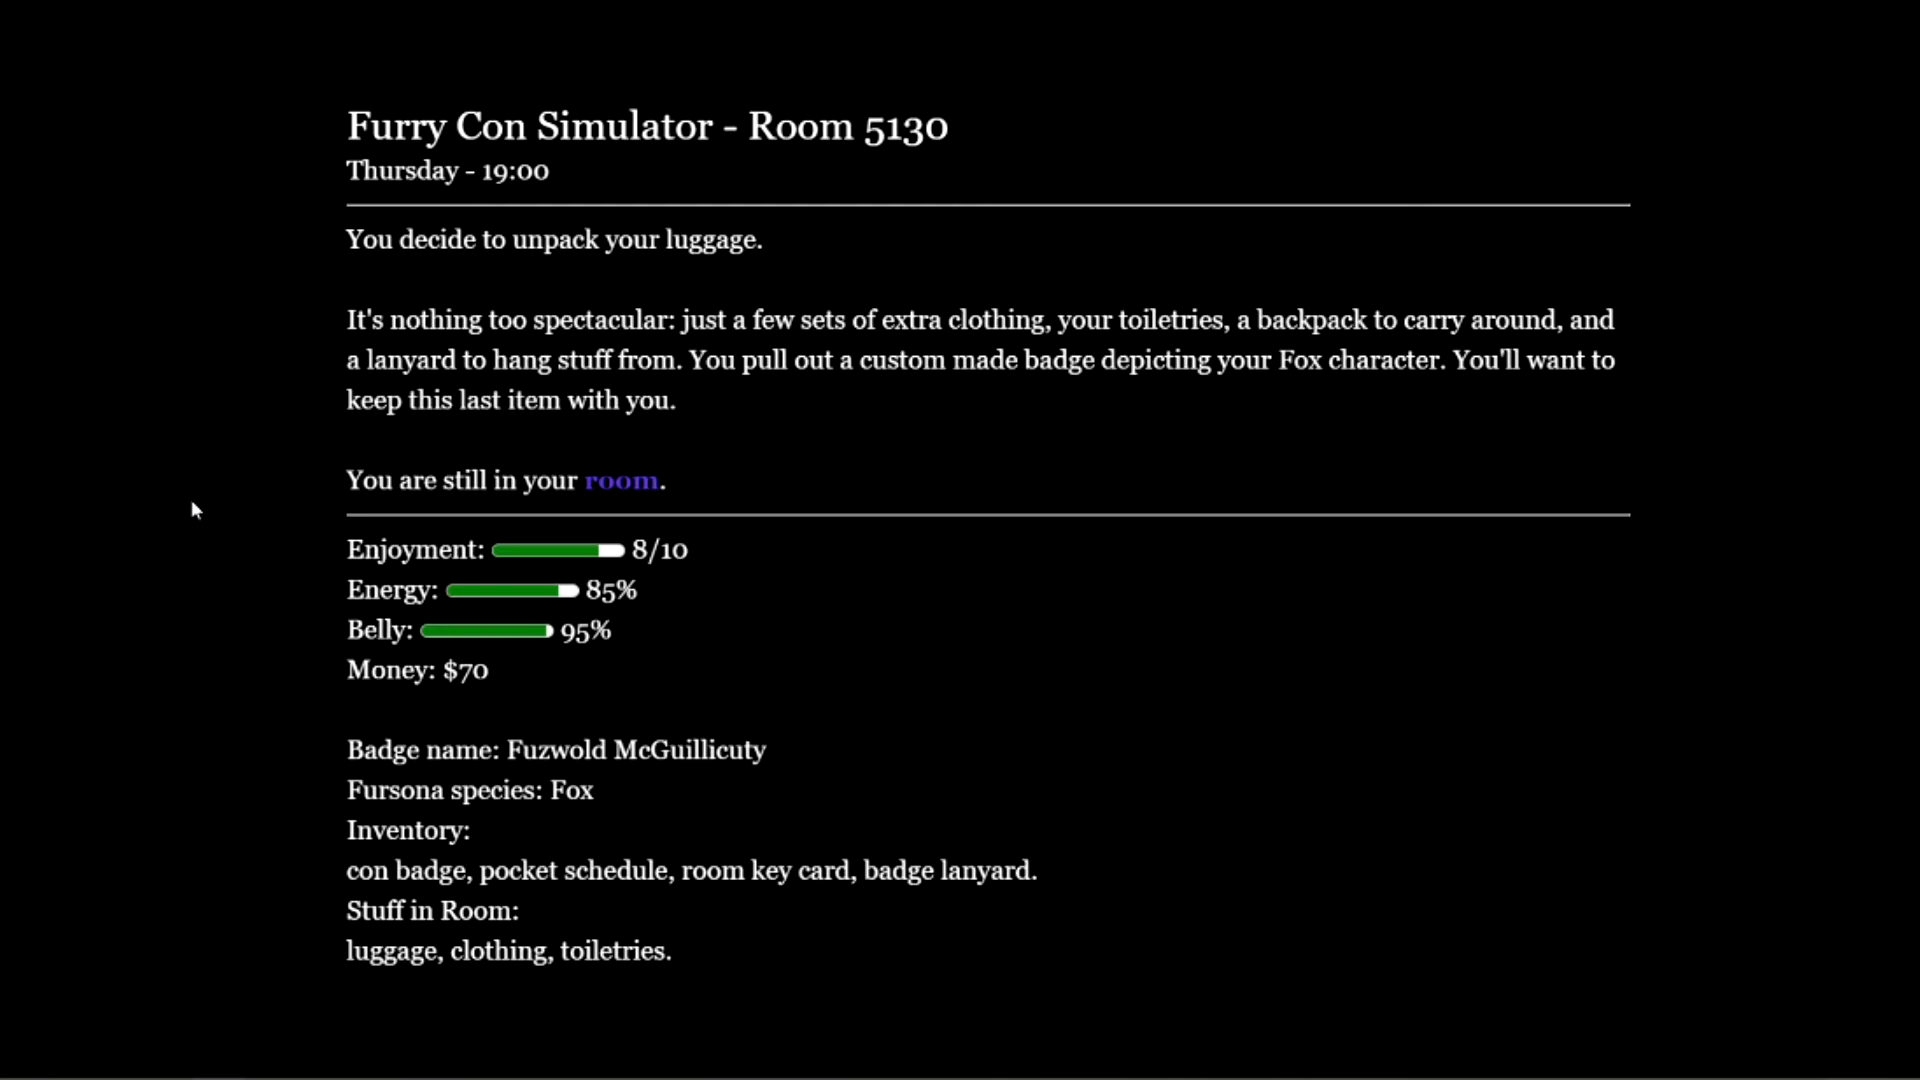 Furry Con Simulator - Room 5130
Thursday - 19:00
You decide to unpack your luggage.
It's nothing too spectacular: just a few sets of extra clothing, your toiletries, a backpack to carry around, and
a lanyard to hang stuff from. You pull out a custom made badge depicting your Fox character. You'll want to
keep this last item with you.
You are still in your room.
Enjoyment: 8/10
Energy: 85%
Belly: 95%
Money: $70
Badge name: Fuzwold McGuillicuty
Fursona species: Fox
Inventory:
con badge, pocket schedule, room key card, badge lanyard.
Stuff in Room:
luggage, clothing, toiletries.